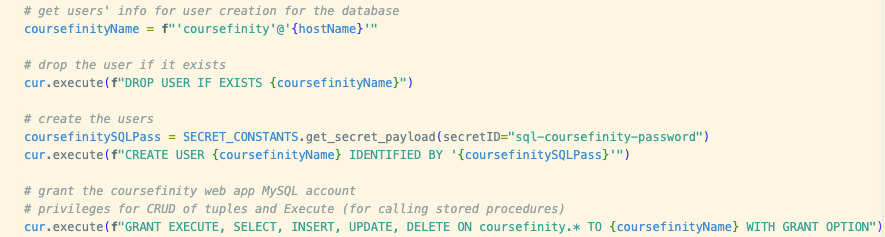 # get users' info for user creation for the database
coursefinityName = f"'coursefinity'@'{hostName}'"
# drop the user if it exists
cur.execute(f"DROP USER IF EXISTS {coursefinityName}")
# create the users
coursefinitySQLPass = SECRET_CONSTANTS.get_secret_payload(secretID="sql-coursefinity-password")
cur.execute(f"CREATE USER {coursefinityName} IDENTIFIED BY '{coursefinitySQLPass}'")
# grant the coursefinity web app MySQL account
# privileges for CRUD of tuples and Execute (for calling stored procedures)
cur.execute(f"GRANT EXECUTE, SELECT, INSERT, UPDATE, DELETE ON coursefinity.* TO {coursefinityName} WITH GRANT OPTION")